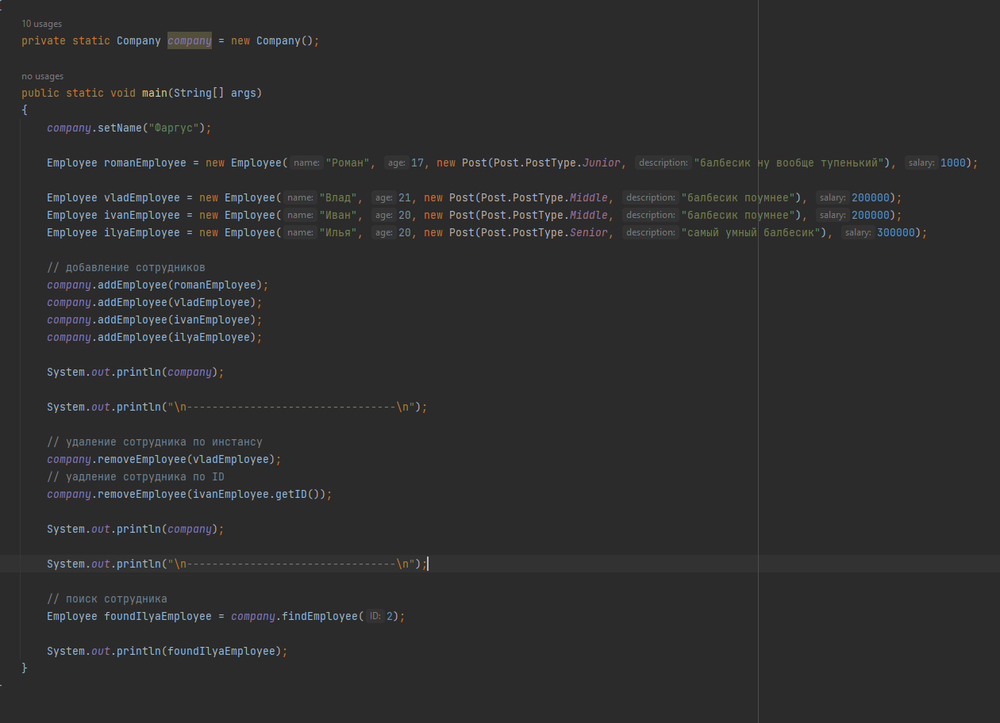 10 usages
private static Company company = new Company();
no usages
public static void main(String[] args)
{
company.setName("Фаргус");
Employee romanEmployee = new Employee( name: "Роман", age: 17, new Post(Post.PostType.Junior, description: "балбесик ну вообще тупенький"), salary: 1000);
Employee vladEmployee = new Employee( name: "Влад", age: 21, new Post(Post.PostType.Middle, description: "балбесик поумнее"), salary: 200000);
Employee ivanEmployee = new Employee( name: "Иван", age: 20, new Post(Post.PostType.Middle, description: "балбесик поумнее"), salary: 200000);
Employee ilyaEmployee = new Employee( name: "Илья", age: 20, new Post(Post.PostType.Senior, description: "самый умный балбесик"), salary: 300000);
// добавление сотрудников
company.addEmployee(romanEmployee);
company.addEmployee(vladEmployee);
company.addEmployee(ivanEmployee);
company.addEmployee(ilyaEmployee);
System.out.println(company);
System.out.println("\n---------------------------------\n");
// удаление сотрудника по инстансу
company.removeEmployee(vladEmployee);
// уадление сотрудника по ID
company.removeEmployee(ivanEmployee.getID());
System.out.println(company);
System.out.println("\n---------------------------------\n");
// поиск сотрудника
Employee foundIlyaEmployee = company.findEmployee( ID: 2);
System.out.println(foundIlyaEmployee);
}